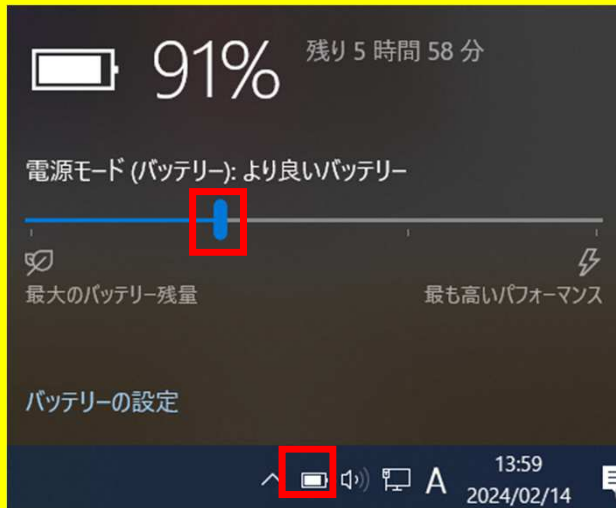 91%
残り 5 時間 58 分
電源モード (バッテリー): より良いバッテリー
最大のバッテリー残量
最も高いパフォーマンス
バッテリーの設定
A
13:59
2024/02/14